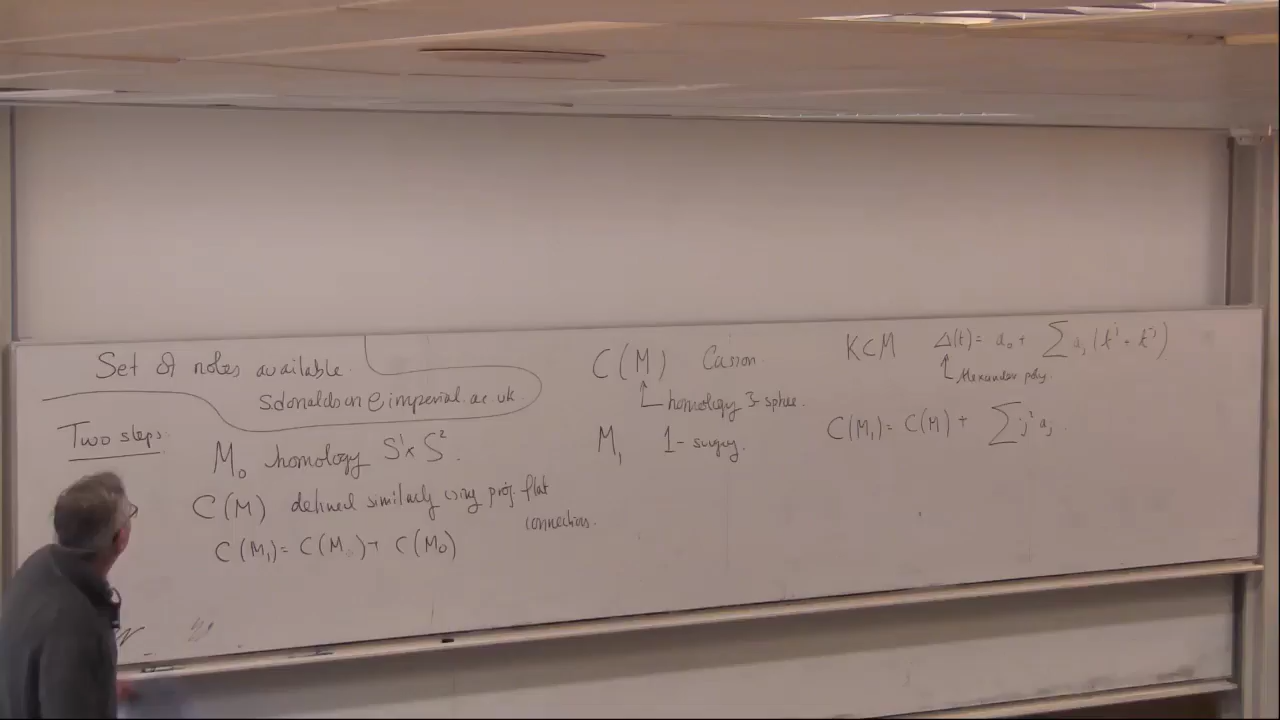 Set of notes available.
sdonaldson@imperial.ac.uk
Two steps.
M₀ homology S¹ × S².
C(M) defined similarly using proj. flat
connections.
C(M₁) = C(M) + C(M₀)
C(M) Casson.
homology 3-sphere.
M₁ 1-surgery.
K⊂M Δ(t) = a₀ + ∑ aⱼ (tʲ + t⁻ʲ)
Alexander poly.
C(M₁) = C(M) + ∑ j² aⱼ.